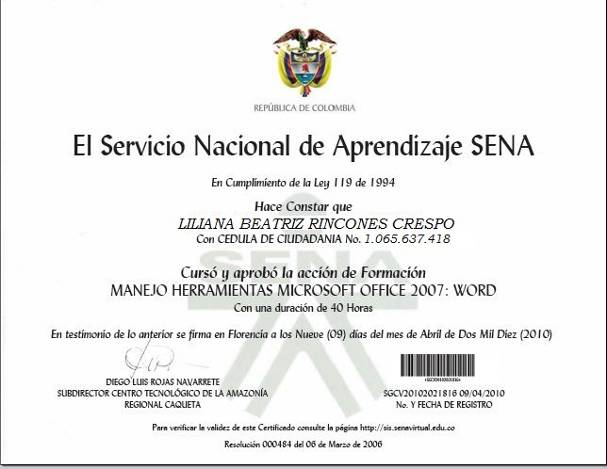 REPÚBLICA DE COLOMBIA
El Servicio Nacional de Aprendizaje SENA
En Cumplimiento de la Ley 119 de 1994
Hace Constar que
LILIANA BEATRIZ RINCONES CRESPO
Con CEDULA DE CIUDADANIA No. 1.065.637.418
SENA
Cursó y aprobó la acción de Formación
MANEJO HERRAMIENTAS MICROSOFT OFFICE 2007: WORD
Con una duración de 40 Horas
En testimonio de lo anterior se firma en Florencia a los Nueve (09) días del mes de Abril de Dos Mil Diez (2010)
DIEGO LUIS ROJAS NAVARRETE
SUBDIRECTOR CENTRO TECNOLÓGICO DE LA AMAZONÍA
REGIONAL CAQUETA
SGCV20102021816 09/04/2010
No. Y FECHA DE REGISTRO
Para verificar la validez de este Certificado consulte la página http://sis.senavirtual.edu.co
Resolución 000484 del 06 de Marzo de 2006